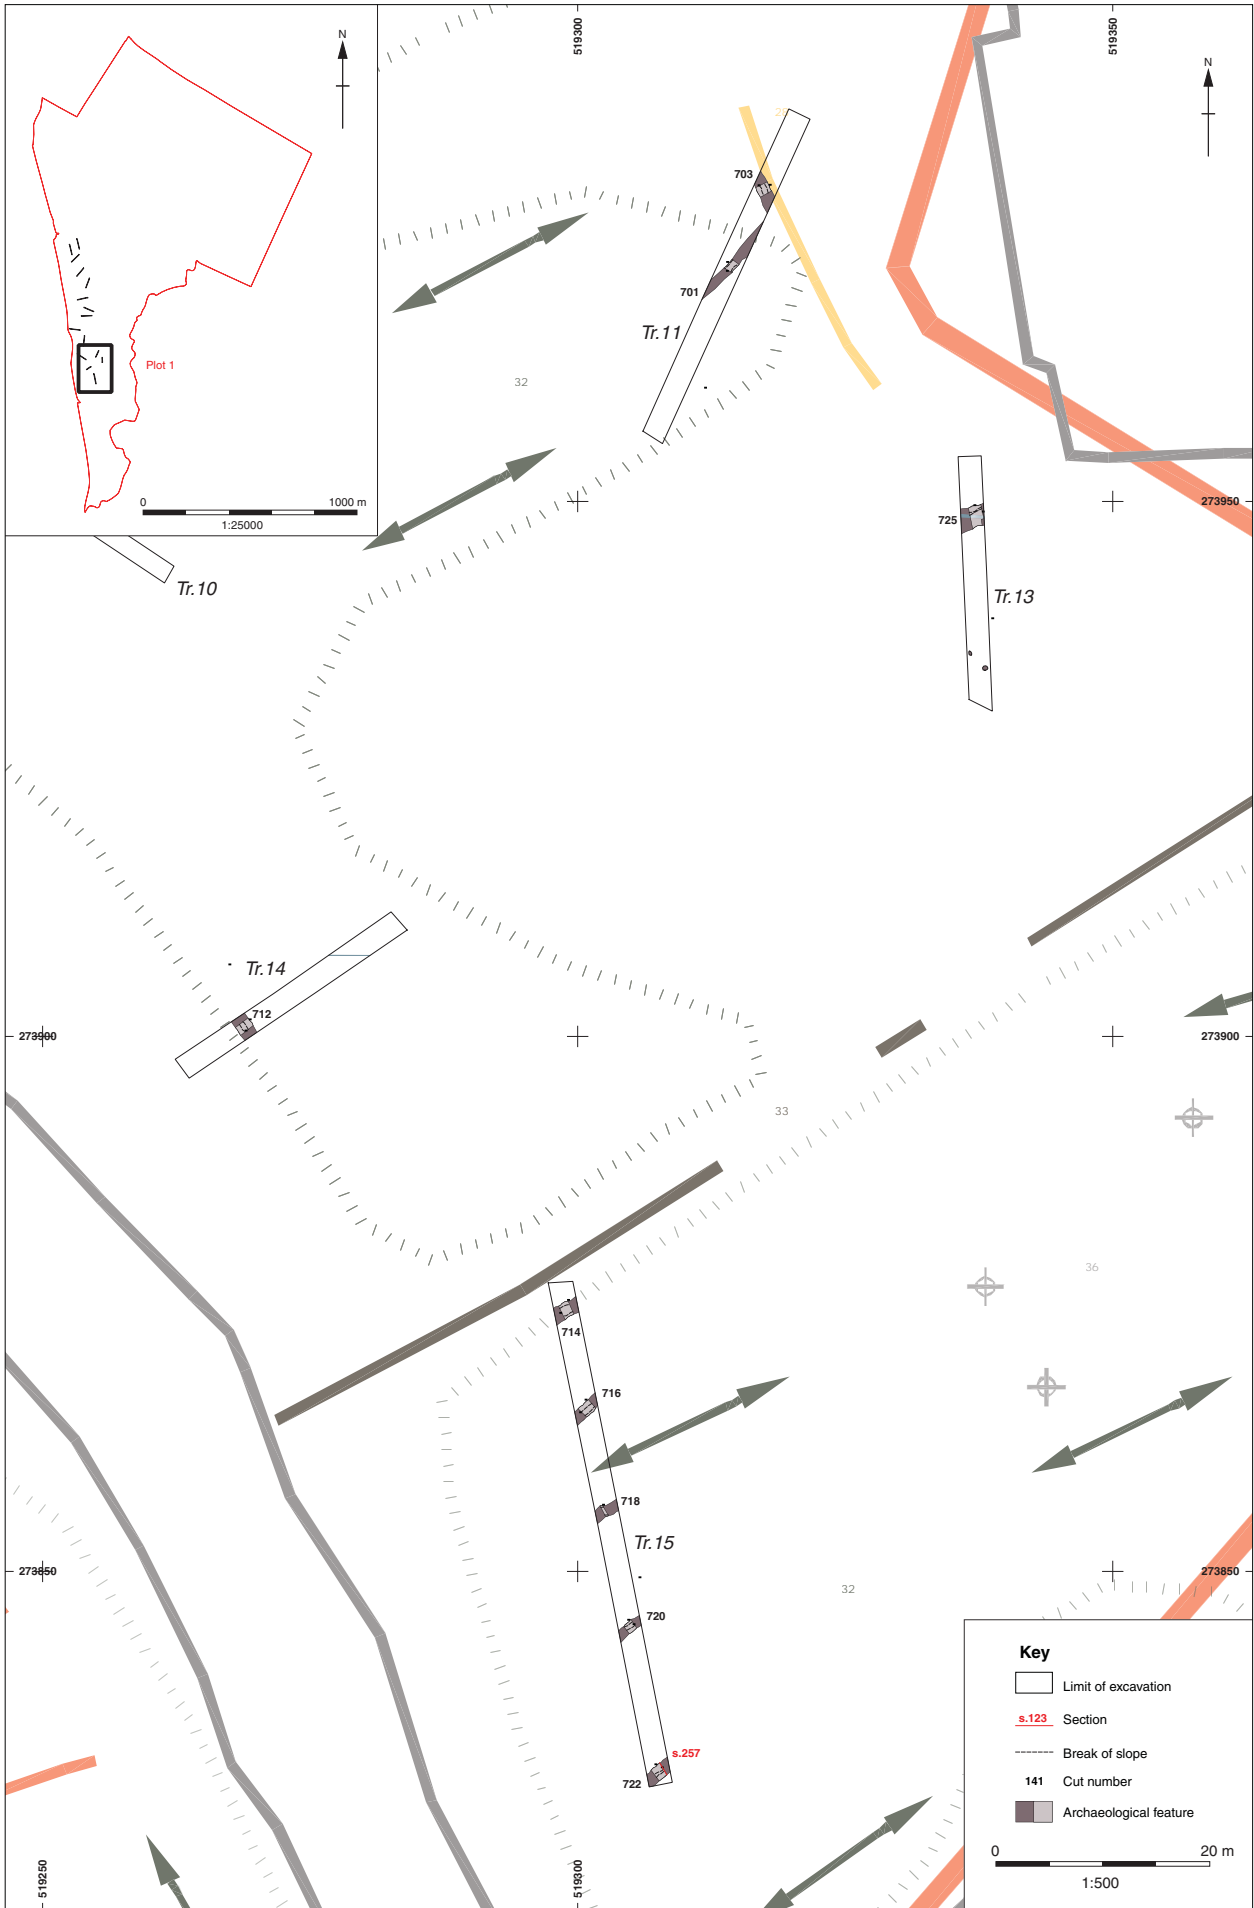 519300
519350
N
N
28
703
701
Tr.11
32
Plot 1
0 1000 m
1:25000
273950
725
Tr.10
Tr.13
Tr.14
712
273900
273900
33
36
714
716
718
Tr.15
273850
273850
32
720
s.257
722
519250
519300
Key
Limit of excavation
s.123 Section
Break of slope
141 Cut number
Archaeological feature
0 20 m
1:500